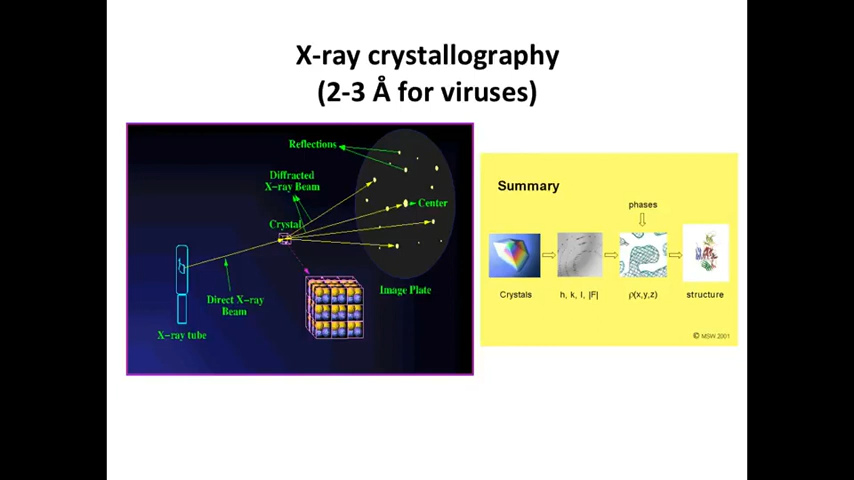 X-ray crystallography
(2-3 Å for viruses)
Reflections
Diffracted
X-ray Beam
Center
Crystal
Image Plate
Direct X-ray
Beam
X-ray tube
Summary
phases
Crystals
h, k, l, |F|
ρ(x,y,z)
structure
© MSW 2001